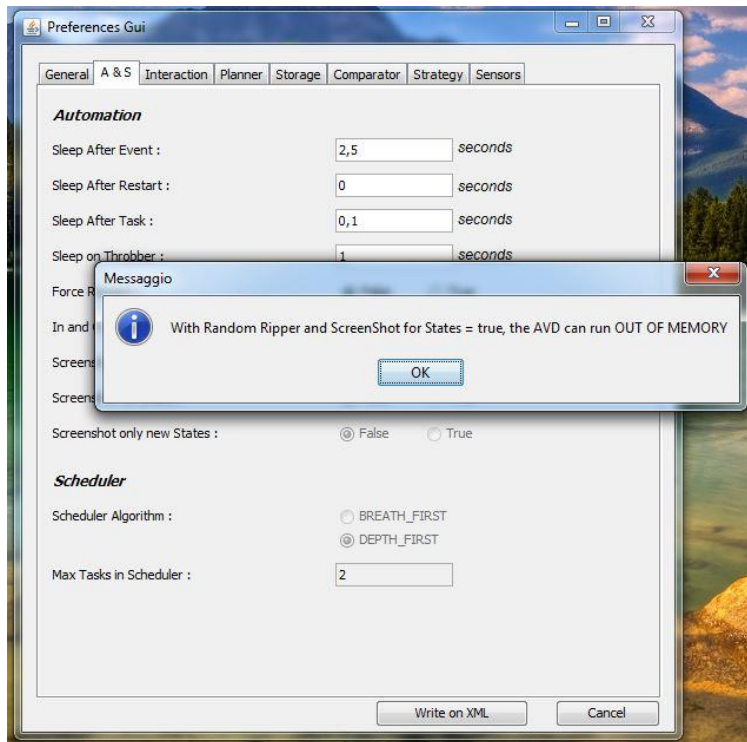 Preferences Gui
General A & S Interaction Planner Storage Comparator Strategy Sensors
Automation
Sleep After Event : 2,5 seconds
Sleep After Restart : 0 seconds
Sleep After Task : 0,1 seconds
Sleep on Throbber : 1 seconds
Messaggio
Force
In and
With Random Ripper and ScreenShot for States = true, the AVD can run OUT OF MEMORY
OK
Screenshot only new States : False True
Scheduler
Scheduler Algorithm : BREATH_FIRST
DEPTH_FIRST
Max Tasks in Scheduler : 2
Write on XML Cancel